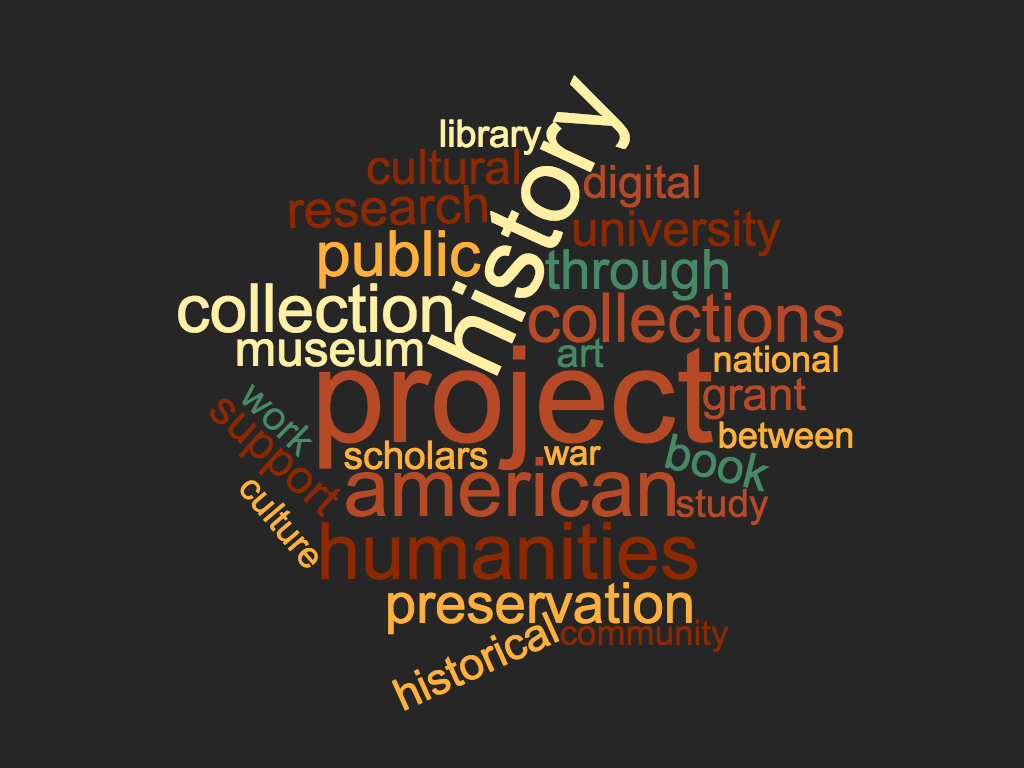 library
history
cultural
digital
research
university
public
through
collection
collections
museum
art
national
project
grant
work
support
between
scholars
war
book
american
study
culture
humanities
preservation
community
historical